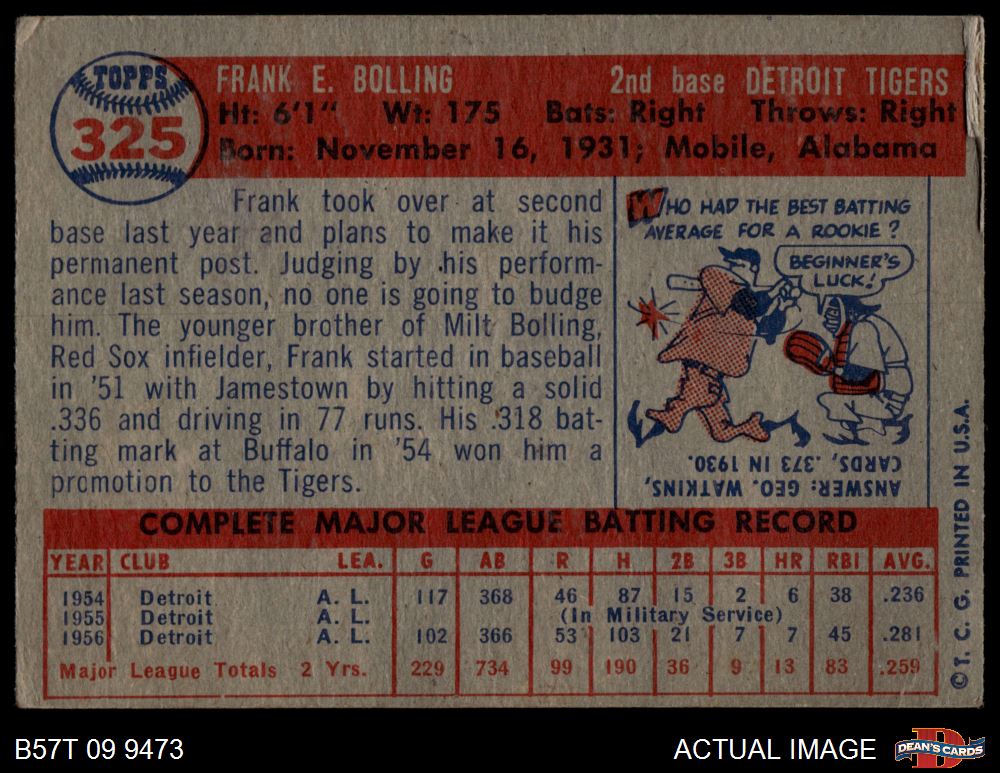 TOPPS
325
FRANK E. BOLLING 2nd base DETROIT TIGERS
Ht: 6'1" Wt: 175 Bats: Right Throws: Right
Born: November 16, 1931; Mobile, Alabama
Frank took over at second
base last year and plans to make it his
permanent post. Judging by his perform-
ance last season, no one is going to budge
him. The younger brother of Milt Bolling,
Red Sox infielder, Frank started in baseball
in '51 with Jamestown by hitting a solid
.336 and driving in 77 runs. His .318 bat-
ting mark at Buffalo in '54 won him a
promotion to the Tigers.
WHO HAD THE BEST BATTING
AVERAGE FOR A ROOKIE?
BEGINNER'S
LUCK!
ANSWER: GEO. WATKINS,
CARDS, .373 IN 1930.
COMPLETE MAJOR LEAGUE BATTING RECORD
YEAR CLUB LEA. G AB R H 2B 3B HR RBI AVG.
1954 Detroit A. L. 117 368 46 87 15 2 6 38 .236
1955 Detroit A. L. (In Military Service)
1956 Detroit A. L. 102 366 53 103 21 7 7 45 .281
Major League Totals 2 Yrs. 229 734 99 190 36 9 13 83 .259
©T. C. G. PRINTED IN U.S.A.
B57T 09 9473 ACTUAL IMAGE DEAN'S CARDS